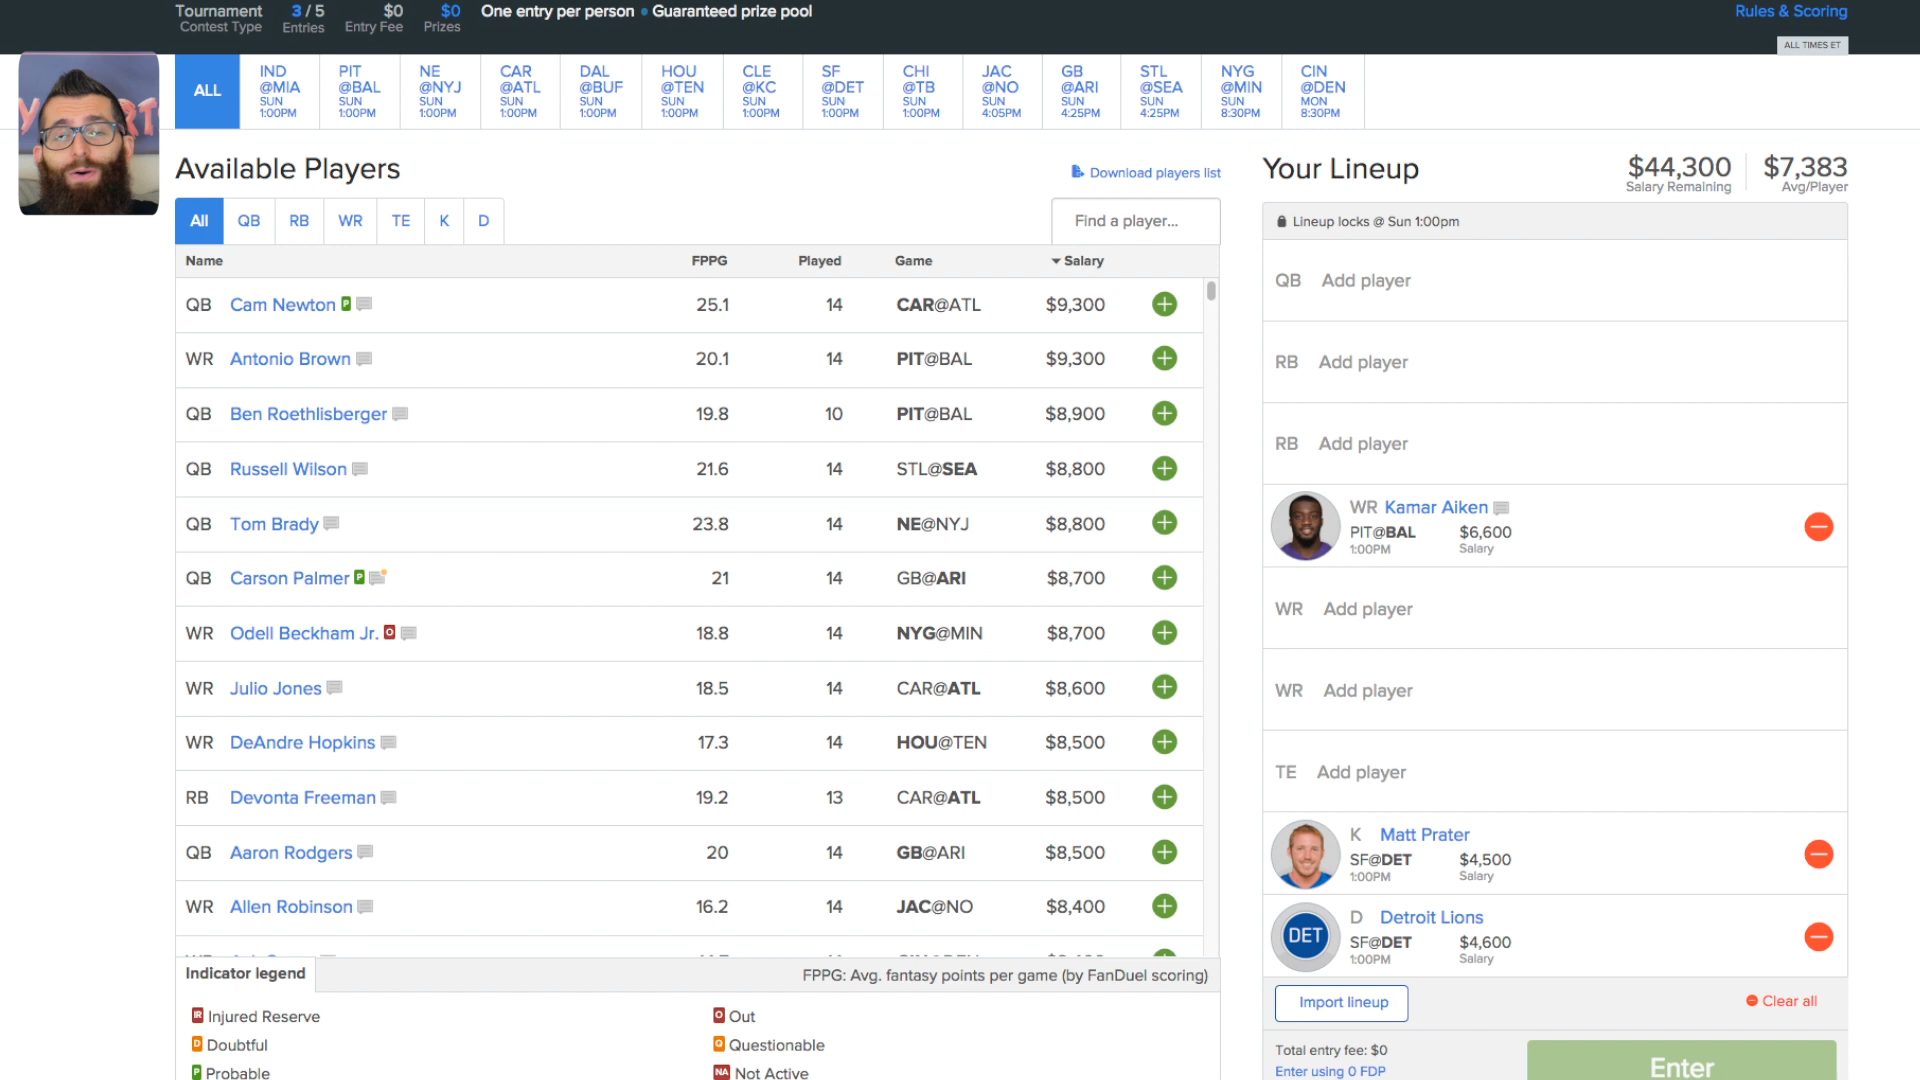 Tournament
Contest Type
3 / 5
Entries
$0
Entry Fee
$0
Prizes
One entry per person • Guaranteed prize pool
Rules & Scoring
ALL TIMES ET
ALL
IND
@MIA
SUN
1:00PM
PIT
@BAL
SUN
1:00PM
NE
@NYJ
SUN
1:00PM
CAR
@ATL
SUN
1:00PM
DAL
@BUF
SUN
1:00PM
HOU
@TEN
SUN
1:00PM
CLE
@KC
SUN
1:00PM
SF
@DET
SUN
1:00PM
CHI
@TB
SUN
1:00PM
JAC
@NO
SUN
4:05PM
GB
@ARI
SUN
4:25PM
STL
@SEA
SUN
4:25PM
NYG
@MIN
SUN
8:30PM
CIN
@DEN
MON
8:30PM
Available Players
Download players list
All QB RB WR TE K D
Find a player...
Name FPPG Played Game Salary
QB Cam Newton P 25.1 14 CAR@ATL $9,300
WR Antonio Brown 20.1 14 PIT@BAL $9,300
QB Ben Roethlisberger 19.8 10 PIT@BAL $8,900
QB Russell Wilson 21.6 14 STL@SEA $8,800
QB Tom Brady 23.8 14 NE@NYJ $8,800
QB Carson Palmer P 21 14 GB@ARI $8,700
WR Odell Beckham Jr. O 18.8 14 NYG@MIN $8,700
WR Julio Jones 18.5 14 CAR@ATL $8,600
WR DeAndre Hopkins 17.3 14 HOU@TEN $8,500
RB Devonta Freeman 19.2 13 CAR@ATL $8,500
QB Aaron Rodgers 20 14 GB@ARI $8,500
WR Allen Robinson 16.2 14 JAC@NO $8,400
Indicator legend
FPPG: Avg. fantasy points per game (by FanDuel scoring)
IR Injured Reserve
O Out
D Doubtful
Q Questionable
P Probable
NA Not Active
Your Lineup
$44,300
Salary Remaining
$7,383
Avg/Player
Lineup locks @ Sun 1:00pm
QB Add player
RB Add player
RB Add player
WR Kamar Aiken
PIT@BAL $6,600
1:00PM Salary
WR Add player
WR Add player
TE Add player
K Matt Prater
SF@DET $4,500
1:00PM Salary
DET
D Detroit Lions
SF@DET $4,600
1:00PM Salary
Import lineup
Clear all
Total entry fee: $0
Enter using 0 FDP
Enter